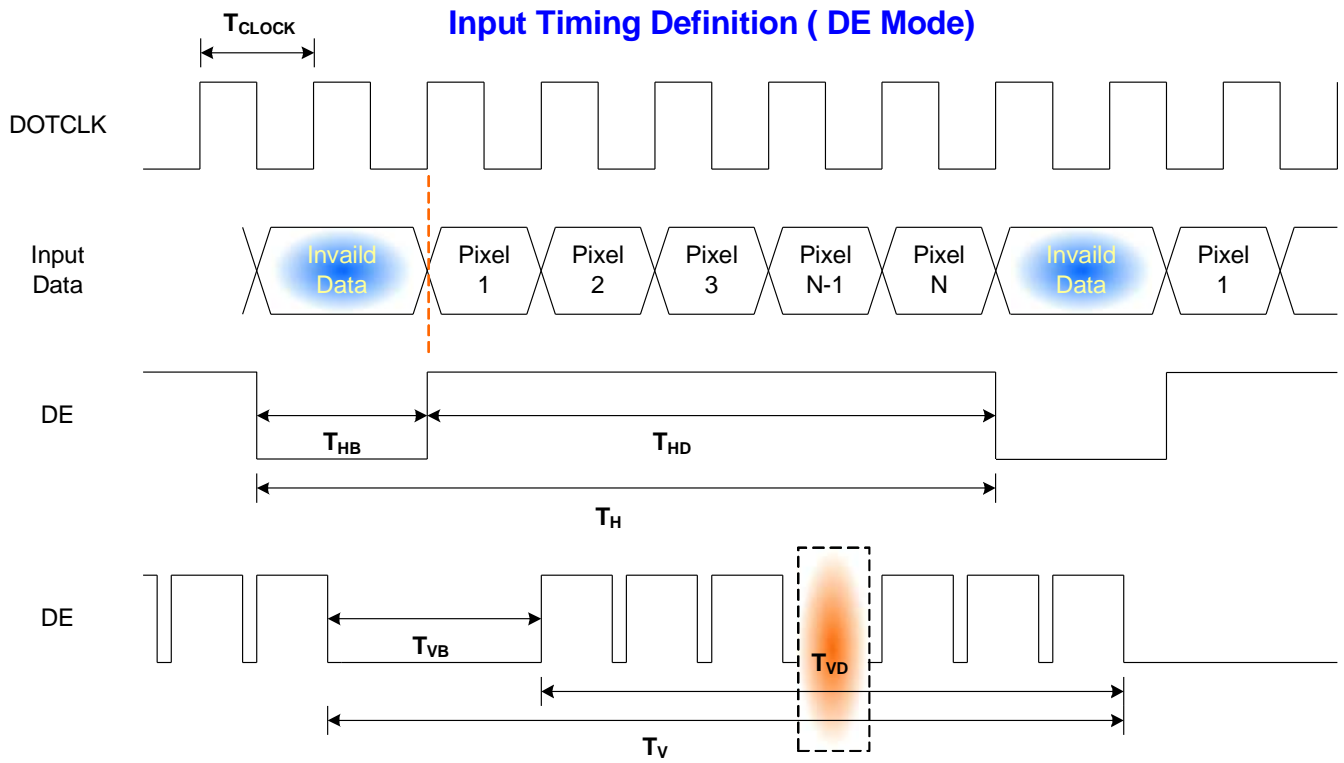 Input Timing Definition ( DE Mode)
TCLOCK
DOTCLK
Input
Data
Invaild
Data
Pixel
1
Pixel
2
Pixel
3
Pixel
N-1
Pixel
N
Invaild
Data
Pixel
1
DE
THB
THD
TH
DE
TVB
TVD
TV